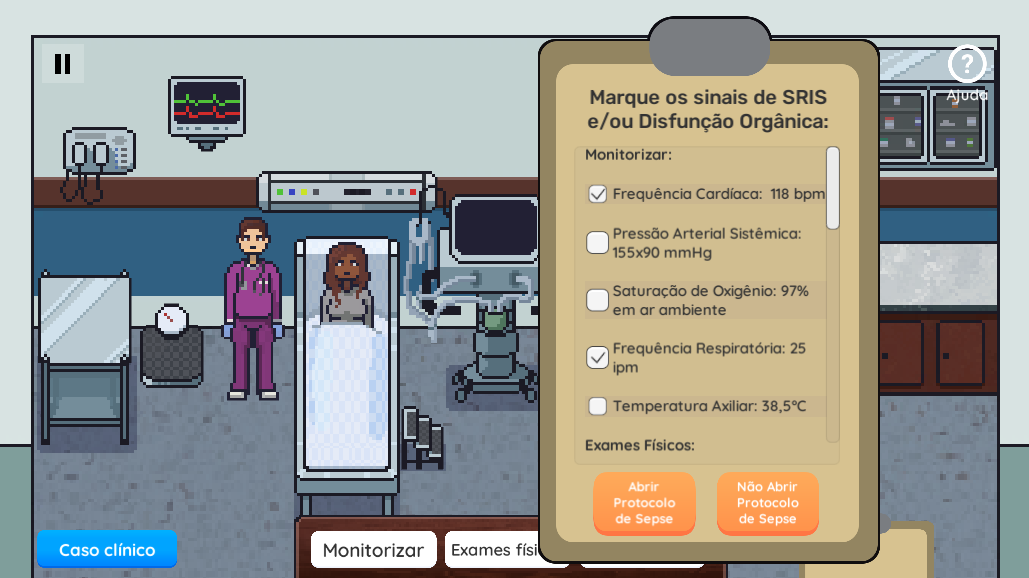 Ajuda
Marque os sinais de SRIS
e/ou Disfunção Orgânica:
Monitorizar:
Frequência Cardíaca: 118 bpm
Pressão Arterial Sistêmica:
155x90 mmHg
Saturação de Oxigênio: 97%
em ar ambiente
Frequência Respiratória: 25
ipm
Temperatura Axiliar: 38,5°C
Exames Físicos:
Abrir
Protocolo
de Sepse
Não Abrir
Protocolo
de Sepse
Caso clínico
Monitorizar
Exames físi